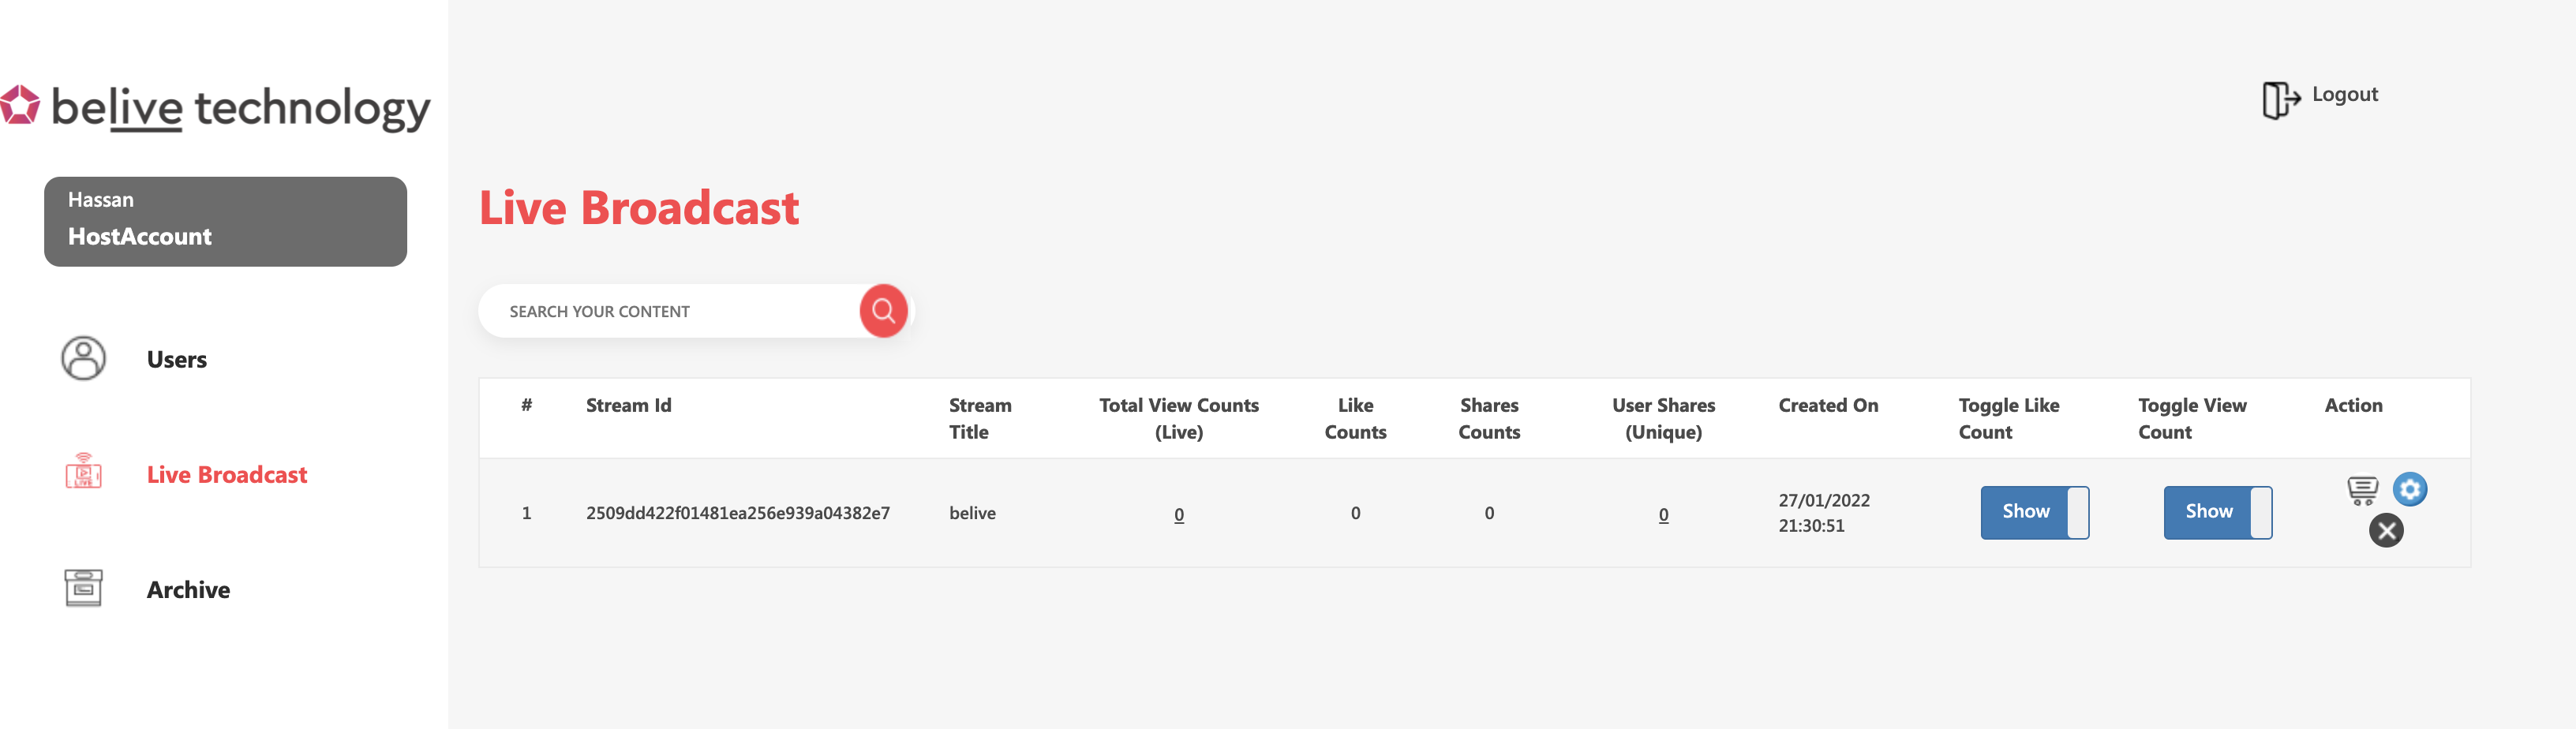 belive technology
Logout
Hassan
HostAccount
Live Broadcast
SEARCH YOUR CONTENT
Users
Live Broadcast
Archive
# Stream Id Stream Title Total View Counts (Live) Like Counts Shares Counts User Shares (Unique) Created On Toggle Like Count Toggle View Count Action
1 2509dd422f01481ea256e939a04382e7 belive 0 0 0 0 27/01/2022 21:30:51 Show Show